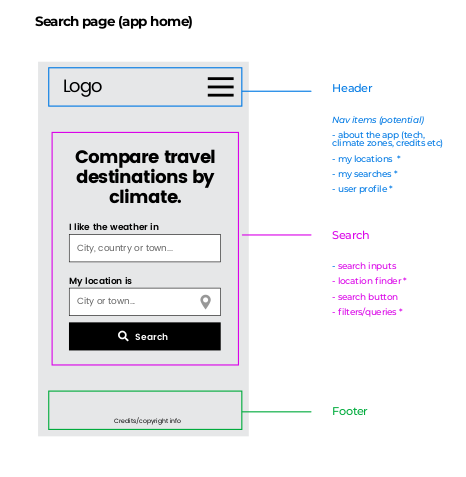 Search page (app home)
Logo
Compare travel
destinations by
climate.
I like the weather in
City, country or town...
My location is
City or town...
Search
Credits/copyright info
Header
Nav items (potential)
- about the app (tech,
climate zones, credits etc)
- my locations *
- my searches *
- user profile *
Search
- search inputs
- location finder *
- search button
- filters/queries *
Footer